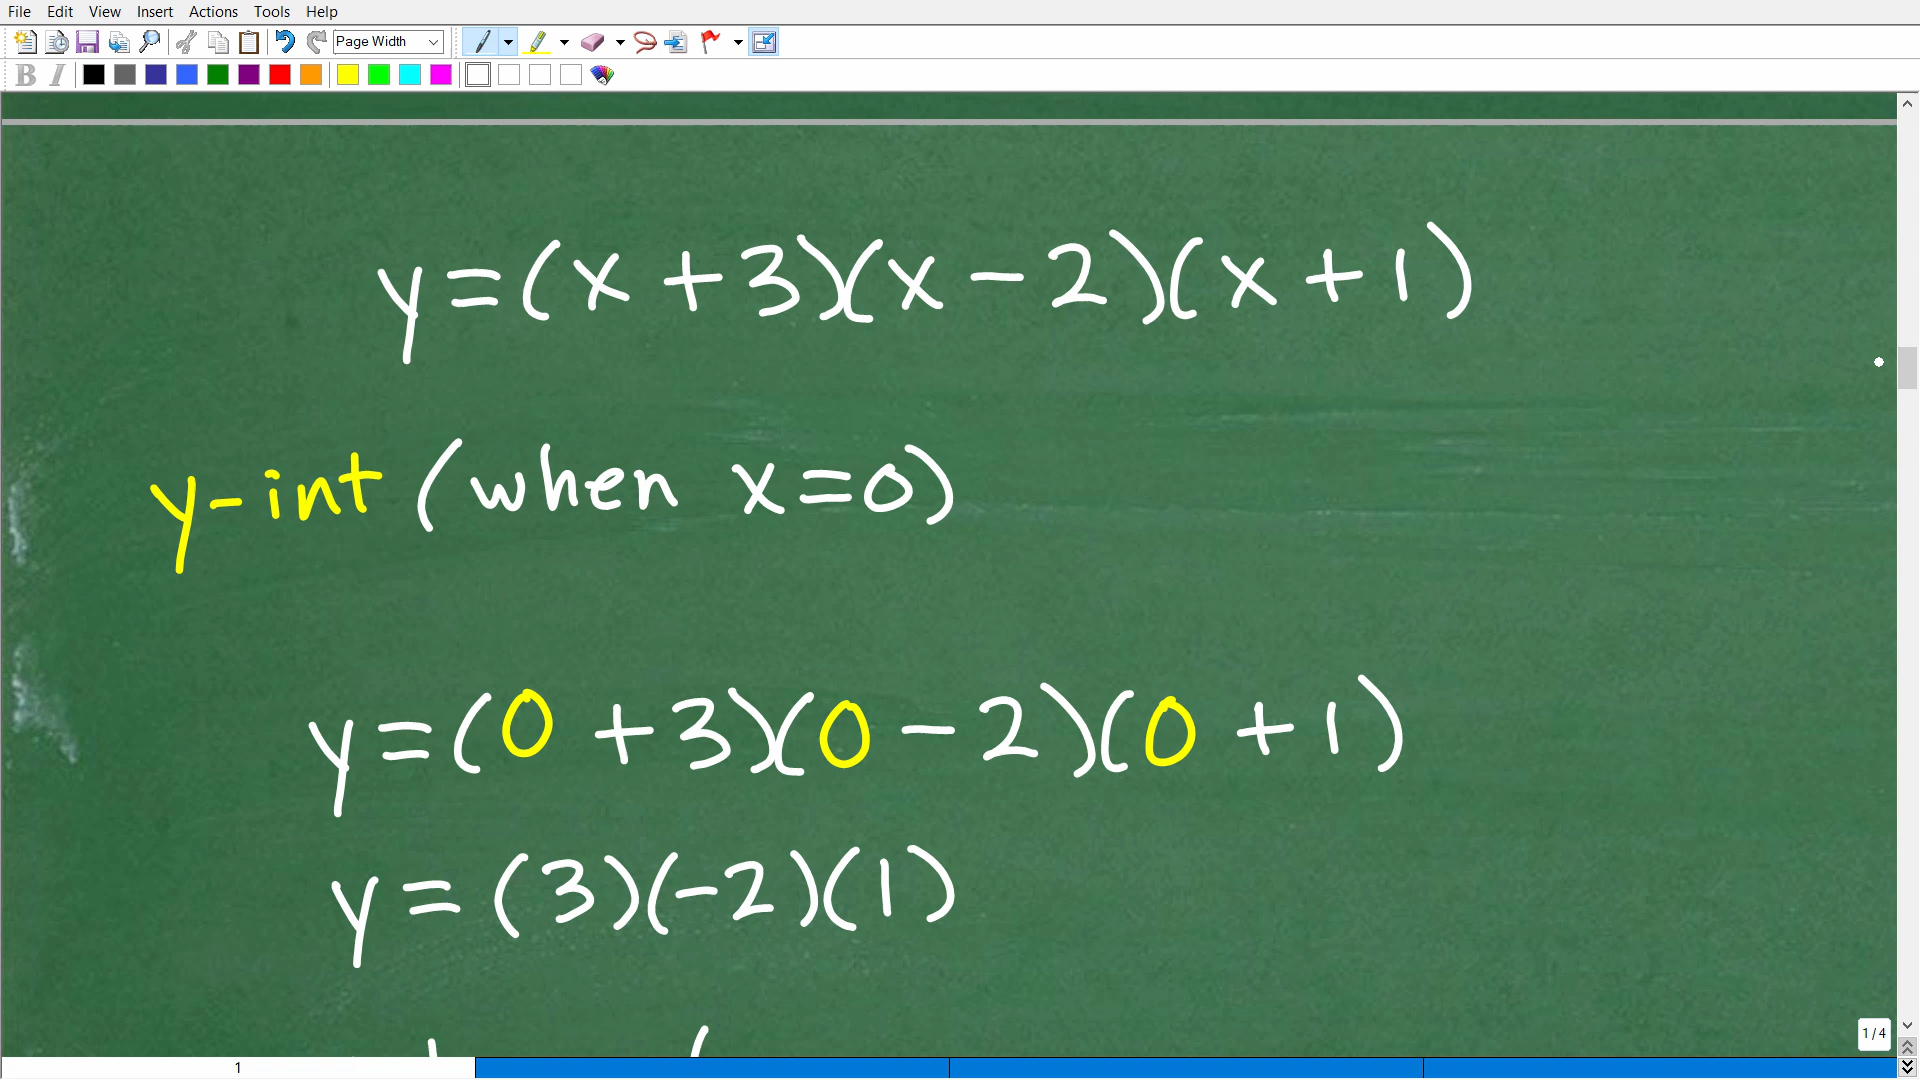 File Edit View Insert Actions Tools Help
Page Width
B I
y=(x+3)(x-2)(x+1)
y-int (when x=0)
y=(0+3)(0-2)(0+1)
y=(3)(-2)(1)
1/4
1